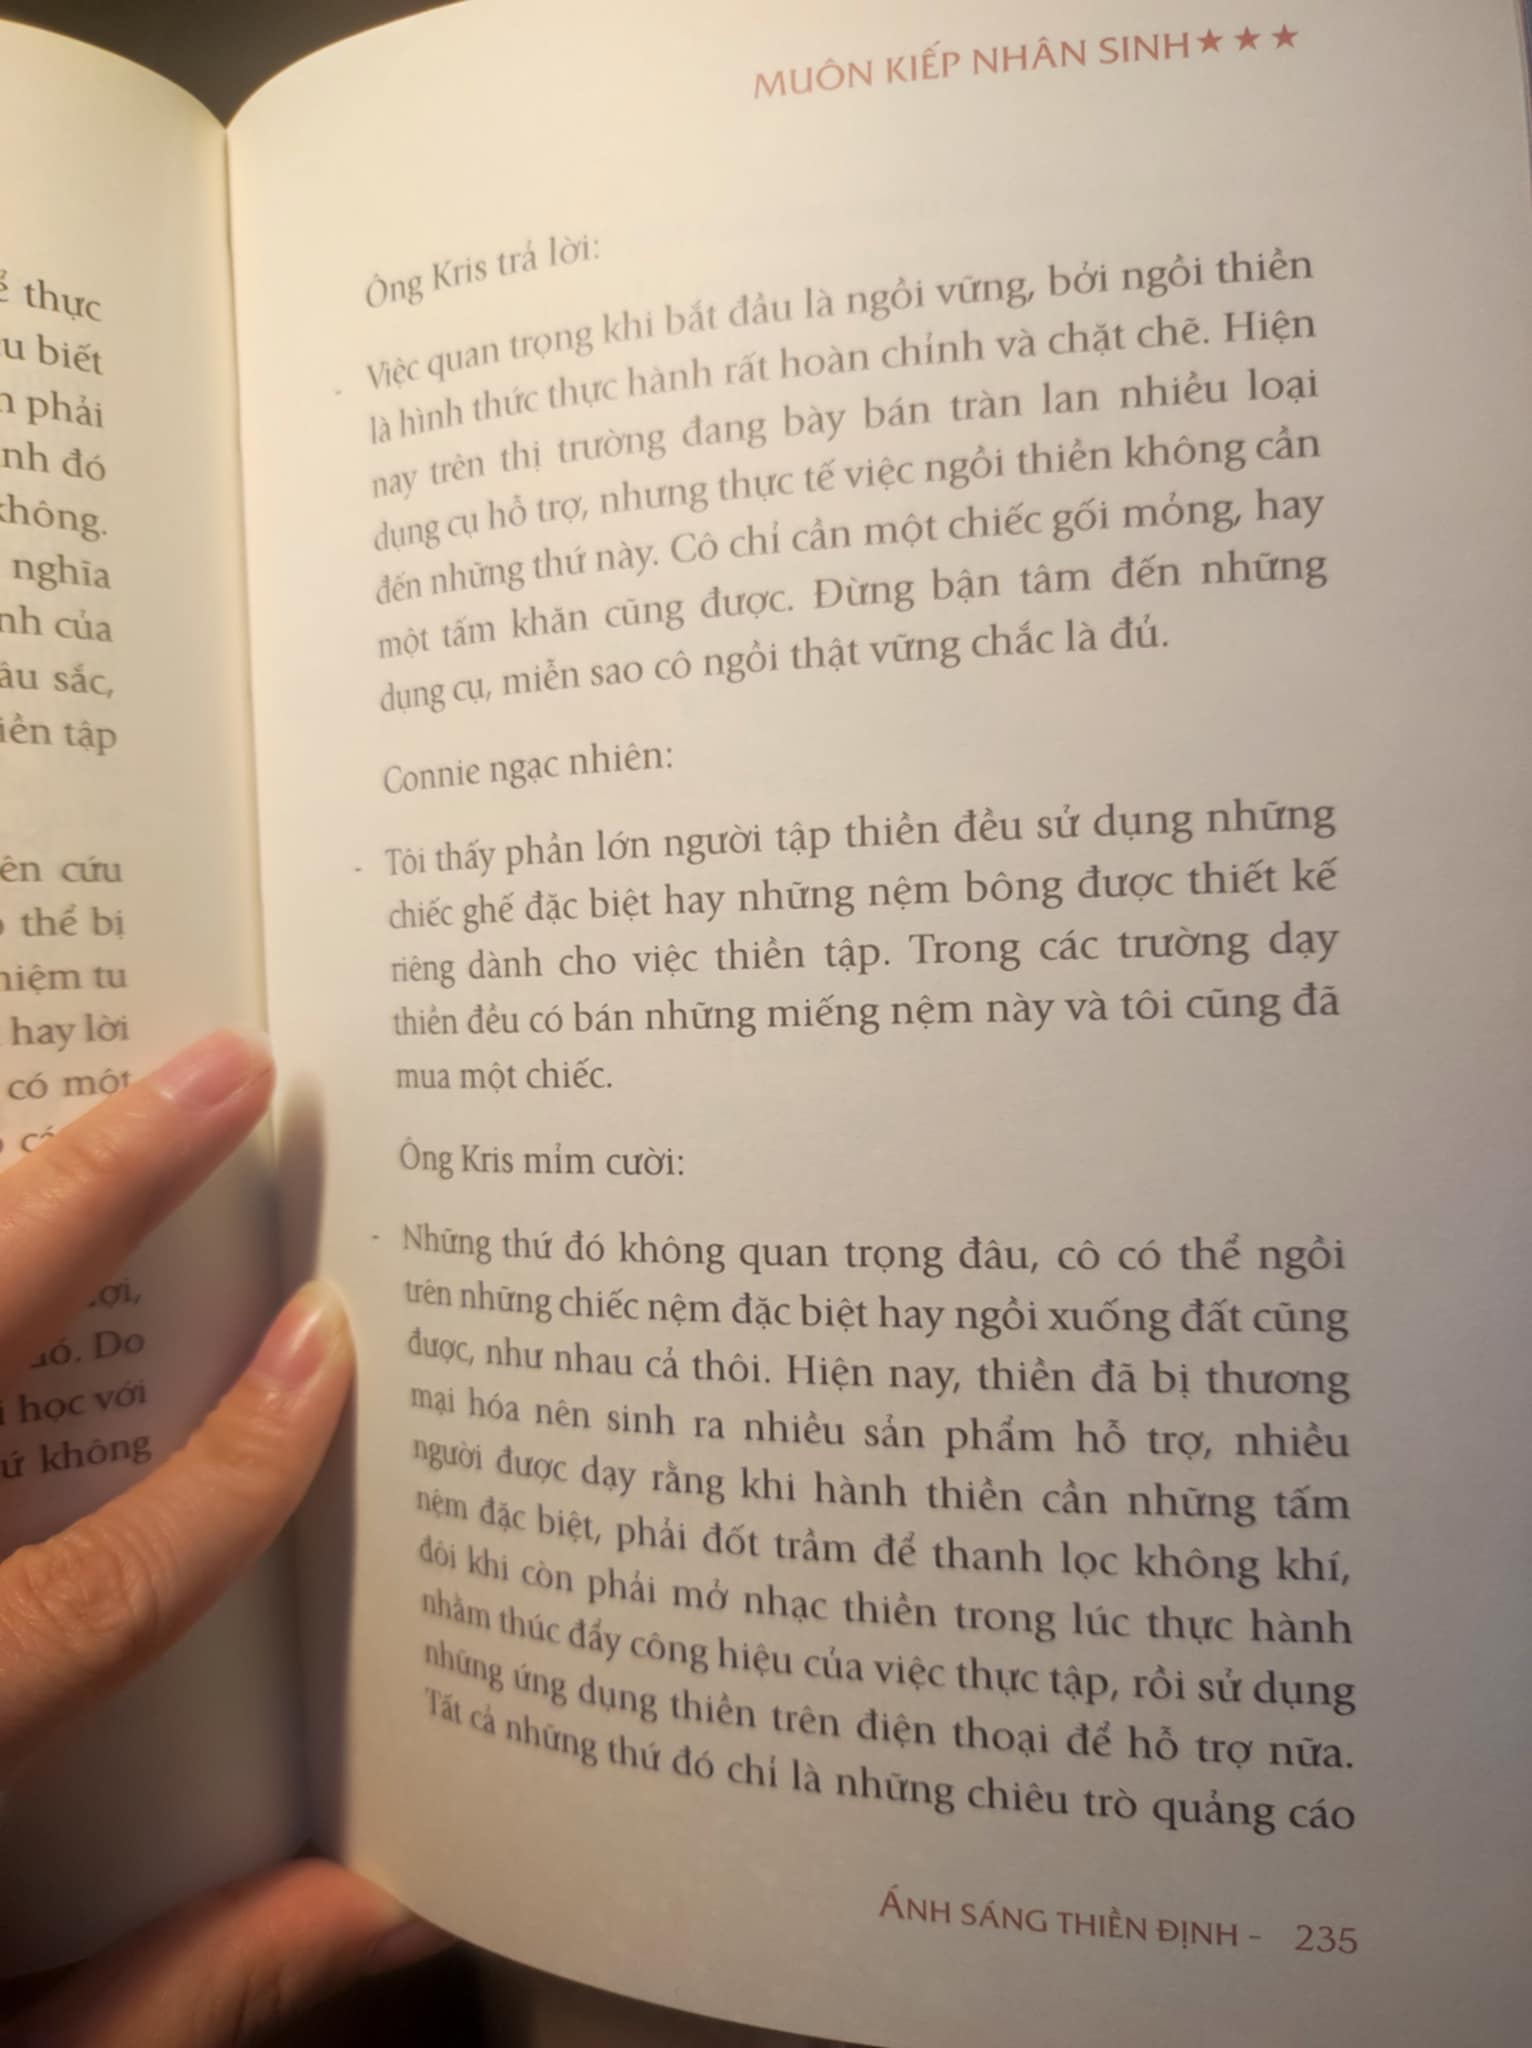 ể thực
u biết
phải
nh đó
không.
nghĩa
nh của
âu sắc,
iền tập
ên cứu
thể bị
hiệm tu
hay lời
có một
đó. Do
học với
ứ không
MUÔN KIẾP NHÂN SINH★★★
Ông Kris trả lời:
- Việc quan trọng khi bắt đầu là ngồi vững, bởi ngồi thiền
là hình thức thực hành rất hoàn chỉnh và chặt chẽ. Hiện
nay trên thị trường đang bày bán tràn lan nhiều loại
dụng cụ hỗ trợ, nhưng thực tế việc ngồi thiền không cần
đến những thứ này. Cô chỉ cần một chiếc gối mỏng, hay
một tấm khăn cũng được. Đừng bận tâm đến những
dụng cụ, miễn sao cô ngồi thật vững chắc là đủ.
Connie ngạc nhiên:
- Tôi thấy phần lớn người tập thiền đều sử dụng những
chiếc ghế đặc biệt hay những nệm bông được thiết kế
riêng dành cho việc thiền tập. Trong các trường dạy
thiền đều có bán những miếng nệm này và tôi cũng đã
mua một chiếc.
Ông Kris mỉm cười:
- Những thứ đó không quan trọng đâu, cô có thể ngồi
trên những chiếc nệm đặc biệt hay ngồi xuống đất cũng
được, như nhau cả thôi. Hiện nay, thiền đã bị thương
mại hóa nên sinh ra nhiều sản phẩm hỗ trợ, nhiều
người được dạy rằng khi hành thiền cần những tấm
nệm đặc biệt, phải đốt trầm để thanh lọc không khí,
đôi khi còn phải mở nhạc thiền trong lúc thực hành
nhằm thúc đẩy công hiệu của việc thực tập, rồi sử dụng
những ứng dụng thiền trên điện thoại để hỗ trợ nữa.
Tất cả những thứ đó chỉ là những chiêu trò quảng cáo
ÁNH SÁNG THIỀN ĐỊNH - 235